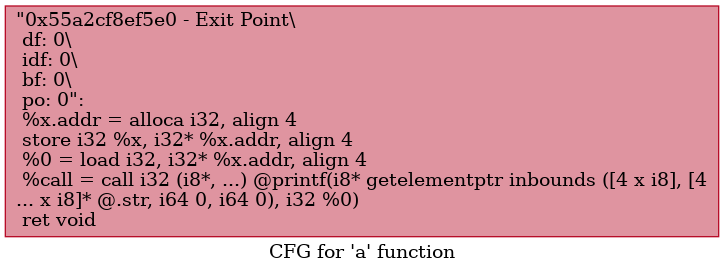 "0x55a2cf8ef5e0 - Exit Point\
df: 0\
idf: 0\
bf: 0\
po: 0":
%x.addr = alloca i32, align 4
store i32 %x, i32* %x.addr, align 4
%0 = load i32, i32* %x.addr, align 4
%call = call i32 (i8*, ...) @printf(i8* getelementptr inbounds ([4 x i8], [4
... x i8]* @.str, i64 0, i64 0), i32 %0)
ret void
CFG for 'a' function